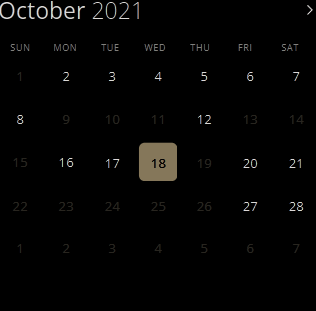 October 2021
SUN MON TUE WED THU FRI SAT
1 2 3 4 5 6 7
8 9 10 11 12 13 14
15 16 17 18 19 20 21
22 23 24 25 26 27 28
1 2 3 4 5 6 7